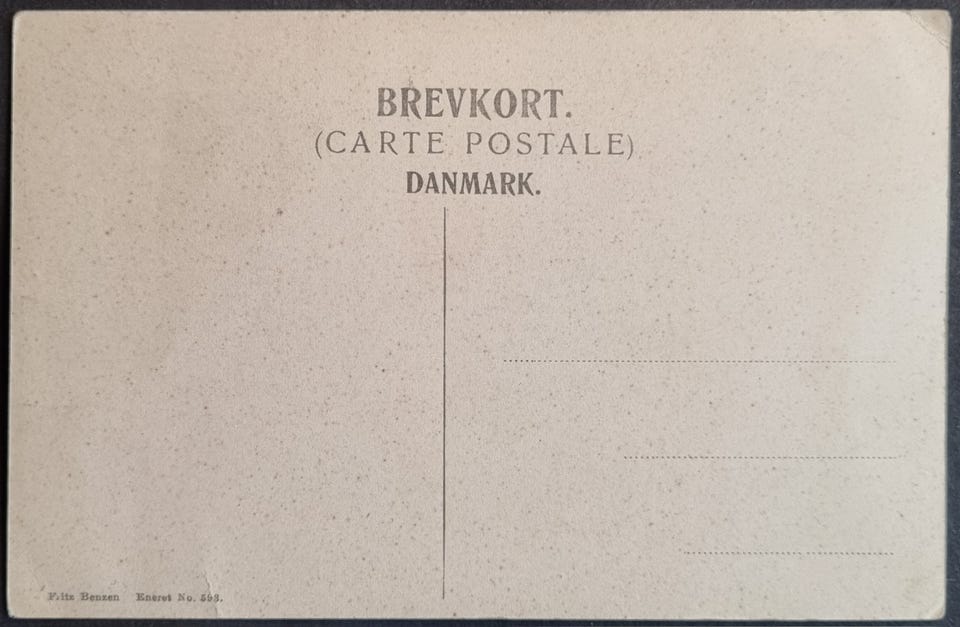 BREVKORT.
(CARTE POSTALE)
DANMARK.
Fritz Benzen Eneret No. 593.